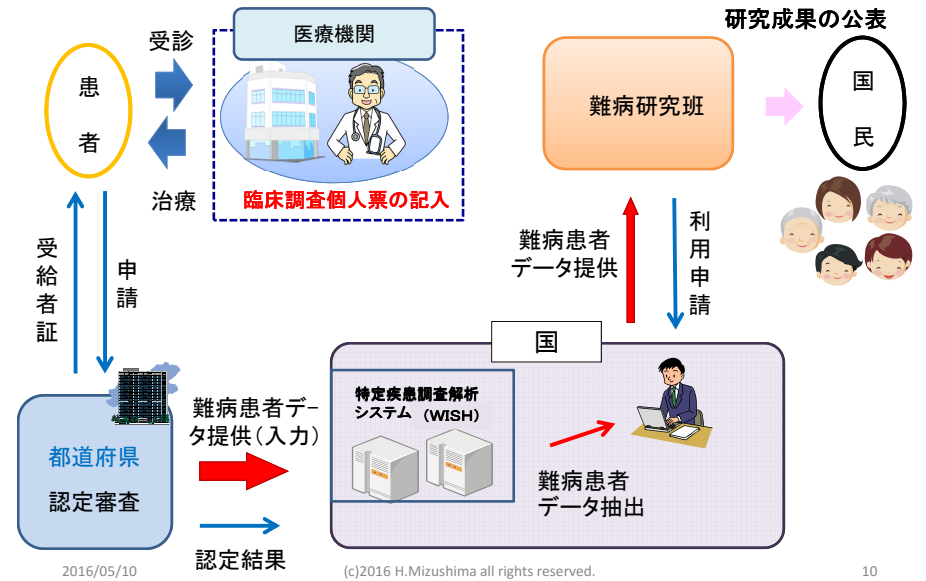 研究成果の公表
医療機関
受診
患
者
治療
臨床調査個人票の記入
難病研究班
国
民
受給者証
申請
難病患者
データ提供
利用申請
国
特定疾患調査解析
システム (WISH)
都道府県
認定審査
難病患者デー
タ提供(入力)
認定結果
難病患者
データ抽出
2016/05/10
(c)2016 H.Mizushima all rights reserved.
10